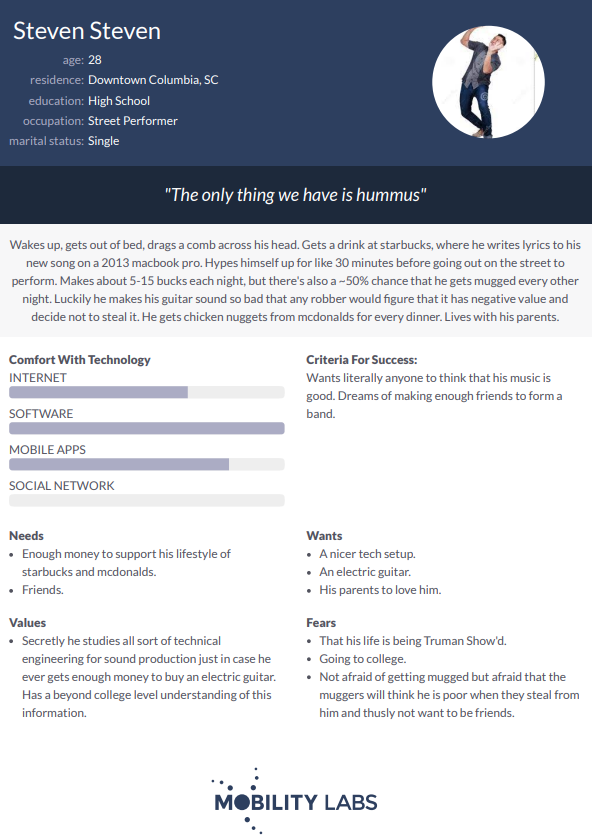 Steven Steven
age: 28
residence: Downtown Columbia, SC
education: High School
occupation: Street Performer
marital status: Single
"The only thing we have is hummus"
Wakes up, gets out of bed, drags a comb across his head. Gets a drink at starbucks, where he writes lyrics to his
new song on a 2013 macbook pro. Hypes himself up for like 30 minutes before going out on the street to
perform. Makes about 5-15 bucks each night, but there's also a ~50% chance that he gets mugged every other
night. Luckily he makes his guitar sound so bad that any robber would figure that it has negative value and
decide not to steal it. He gets chicken nuggets from mcdonalds for every dinner. Lives with his parents.
Comfort With Technology
INTERNET
SOFTWARE
MOBILE APPS
SOCIAL NETWORK
Criteria For Success:
Wants literally anyone to think that his music is
good. Dreams of making enough friends to form a
band.
Needs
• Enough money to support his lifestyle of
starbucks and mcdonalds.
• Friends.
Wants
• A nicer tech setup.
• An electric guitar.
• His parents to love him.
Values
• Secretly he studies all sort of technical
engineering for sound production just in case he
ever gets enough money to buy an electric guitar.
Has a beyond college level understanding of this
information.
Fears
• That his life is being Truman Show'd.
• Going to college.
• Not afraid of getting mugged but afraid that the
muggers will think he is poor when they steal from
him and thusly not want to be friends.
MOBILITY LABS